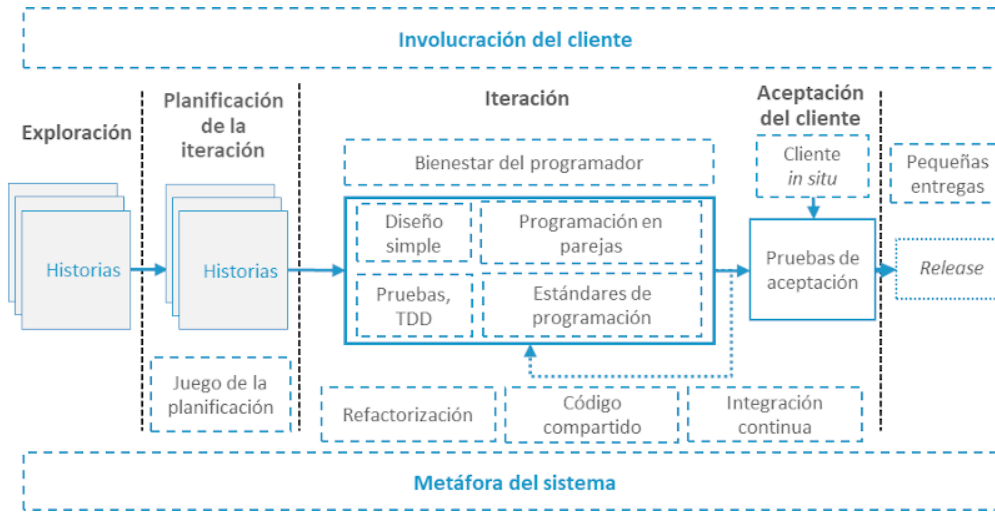 Involucración del cliente
Exploración
Planificación
de la
iteración
Iteración
Aceptación
del cliente
Bienestar del programador
Cliente
in situ
Pequeñas
entregas
Historias
Historias
Diseño
simple
Programación en
parejas
Pruebas,
TDD
Estándares de
programación
Pruebas de
aceptación
Release
Juego de la
planificación
Refactorización
Código
compartido
Integración
continua
Metáfora del sistema